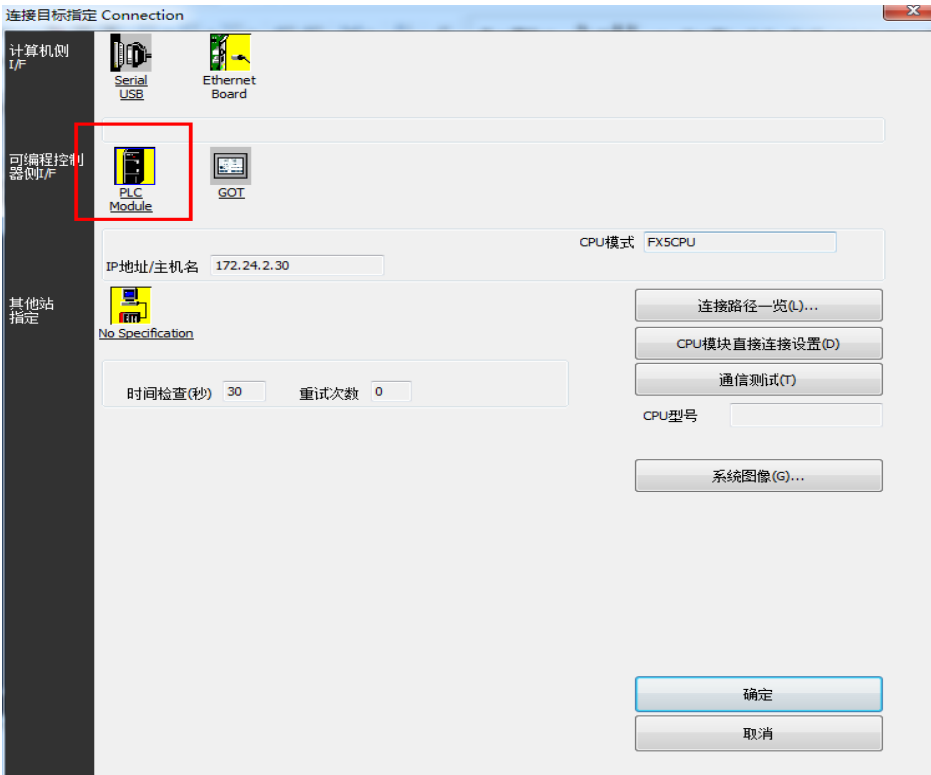 连接目标指定 Connection
计算机侧
I/F
Serial
USB
Ethernet
Board
可编程控制
器侧I/F
PLC
Module
GOT
CPU模式 FX5CPU
IP地址/主机名 172.24.2.30
其他站
指定
No Specification
连接路径一览(L)...
CPU模块直接连接设置(D)
时间检查(秒) 30 重试次数 0
通信测试(T)
CPU型号
系统图像(G)...
确定
取消